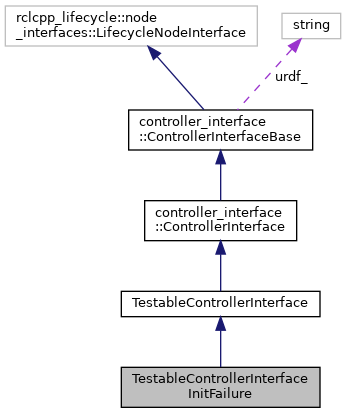 rclcpp_lifecycle::node
_interfaces::LifecycleNodeInterface
string
urdf_
controller_interface
::ControllerInterfaceBase
controller_interface
::ControllerInterface
TestableControllerInterface
TestableControllerInterface
InitFailure